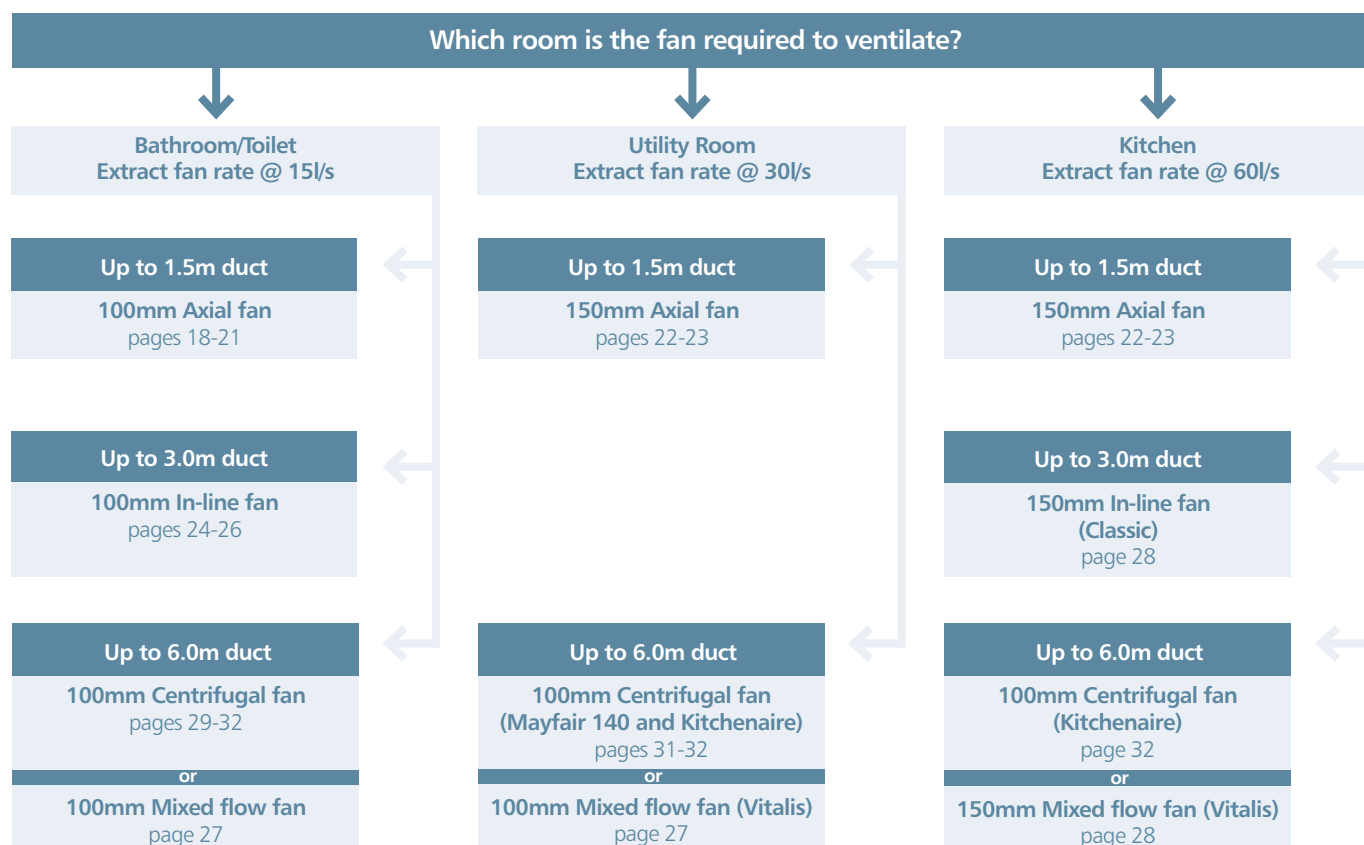 Which room is the fan required to ventilate?
Bathroom/Toilet
Extract fan rate @ 15l/s
Up to 1.5m duct
100mm Axial fan
pages 18-21
Up to 3.0m duct
100mm In-line fan
pages 24-26
Up to 6.0m duct
100mm Centrifugal fan
pages 29-32
or
100mm Mixed flow fan
page 27
Utility Room
Extract fan rate @ 30l/s
Up to 1.5m duct
150mm Axial fan
pages 22-23
Up to 6.0m duct
100mm Centrifugal fan
(Mayfair 140 and Kitchenaire)
pages 31-32
or
100mm Mixed flow fan (Vitalis)
page 27
Kitchen
Extract fan rate @ 60l/s
Up to 1.5m duct
150mm Axial fan
pages 22-23
Up to 3.0m duct
150mm In-line fan
(Classic)
page 28
Up to 6.0m duct
100mm Centrifugal fan
(Kitchenaire)
page 32
or
150mm Mixed flow fan (Vitalis)
page 28